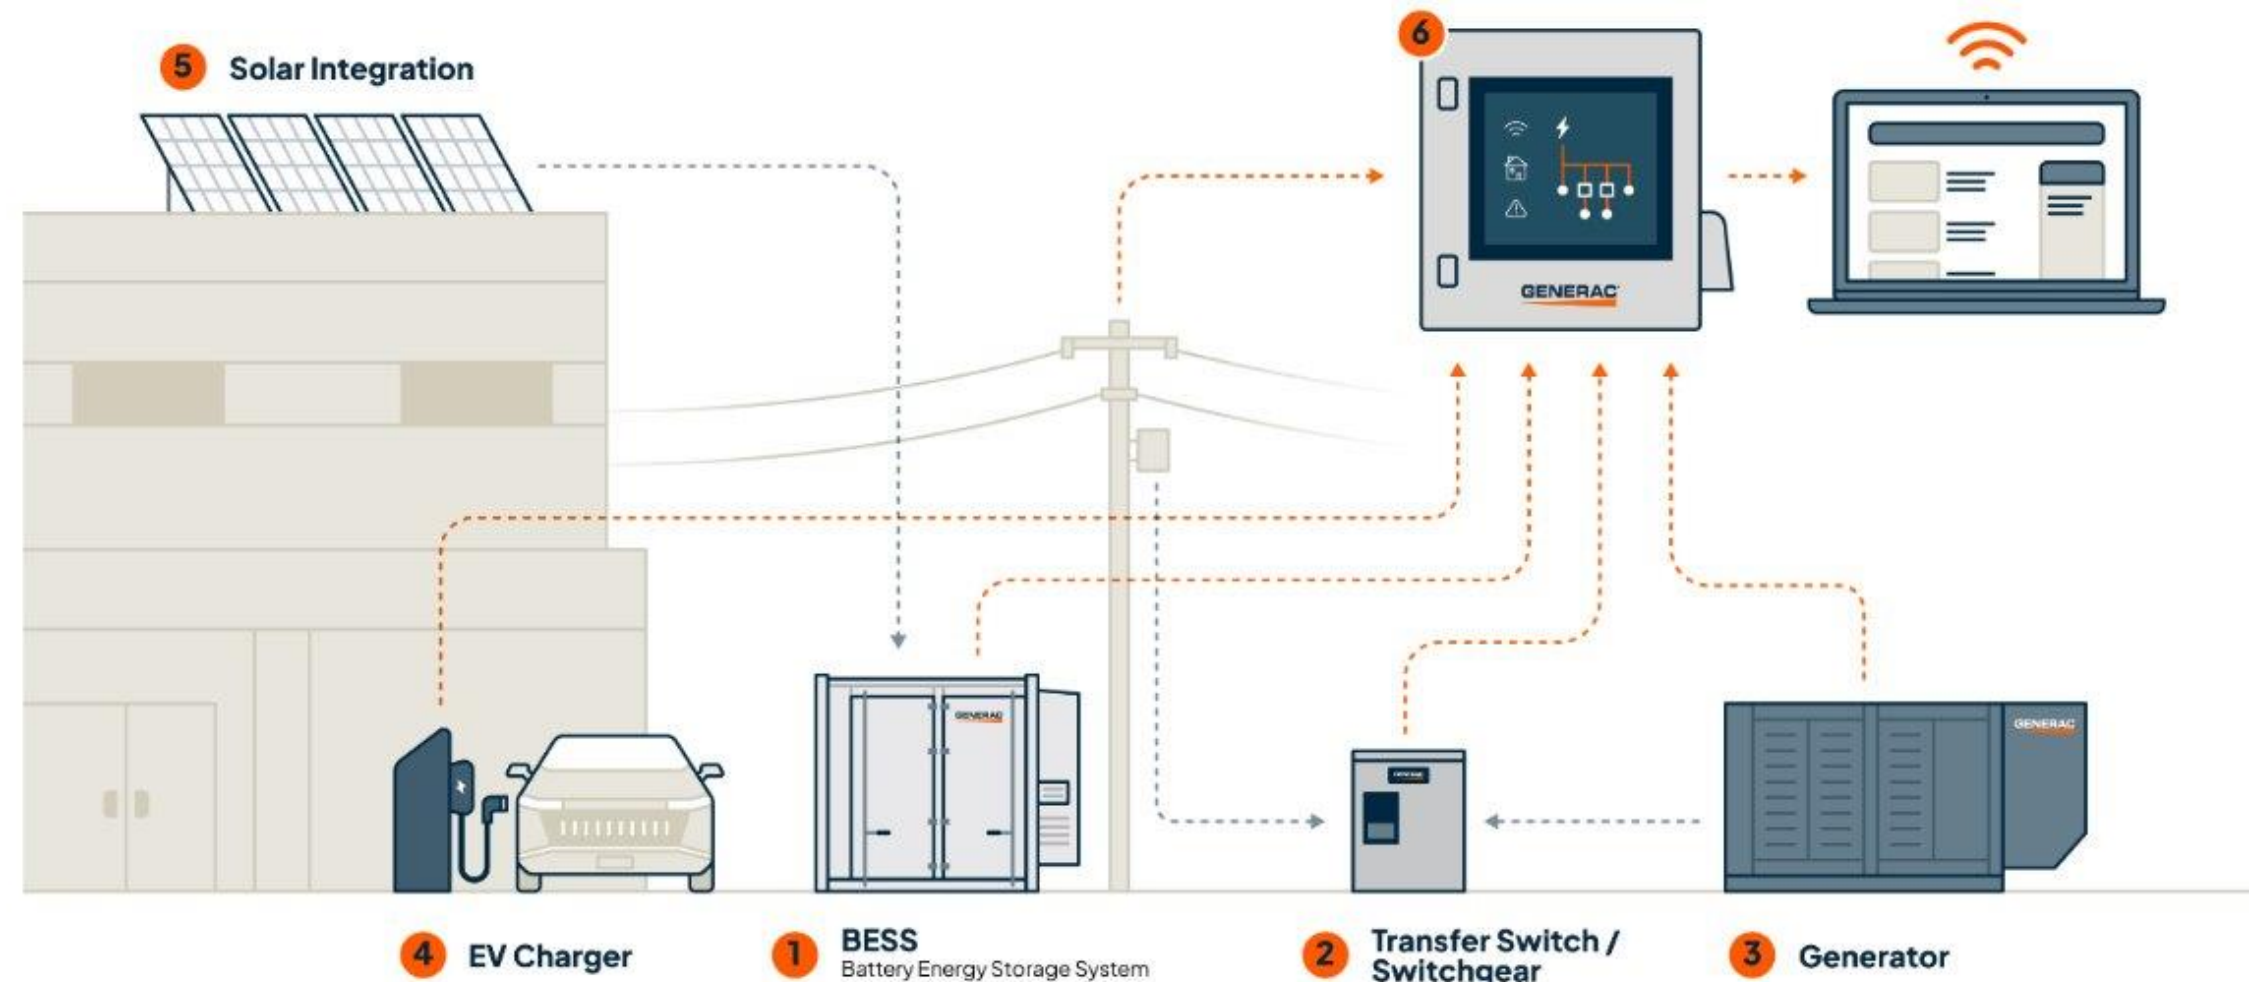 5 Solar Integration
6
GENERAC
GENERAC
GENERAC
GENERAC
4 EV Charger
1 BESS
Battery Energy Storage System
2 Transfer Switch /
Switchgear
3 Generator